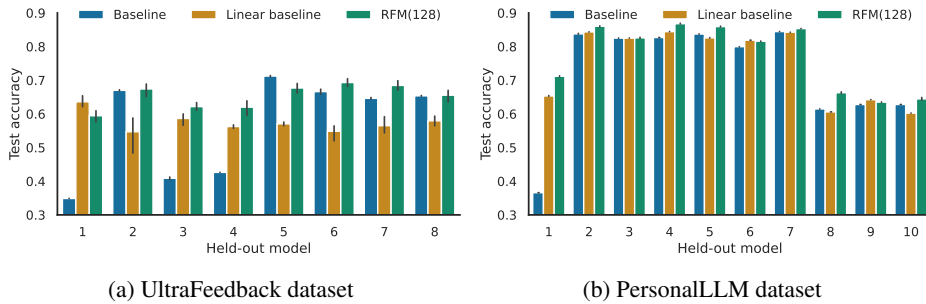 Baseline Linear baseline RFM(128)
Test accuracy
0.9
0.8
0.7
0.6
0.5
0.4
0.3
1 2 3 4 5 6 7 8
Held-out model
(a) UltraFeedback dataset
Baseline Linear baseline RFM(128)
Test accuracy
0.9
0.8
0.7
0.6
0.5
0.4
0.3
1 2 3 4 5 6 7 8 9 10
Held-out model
(b) PersonalLLM dataset